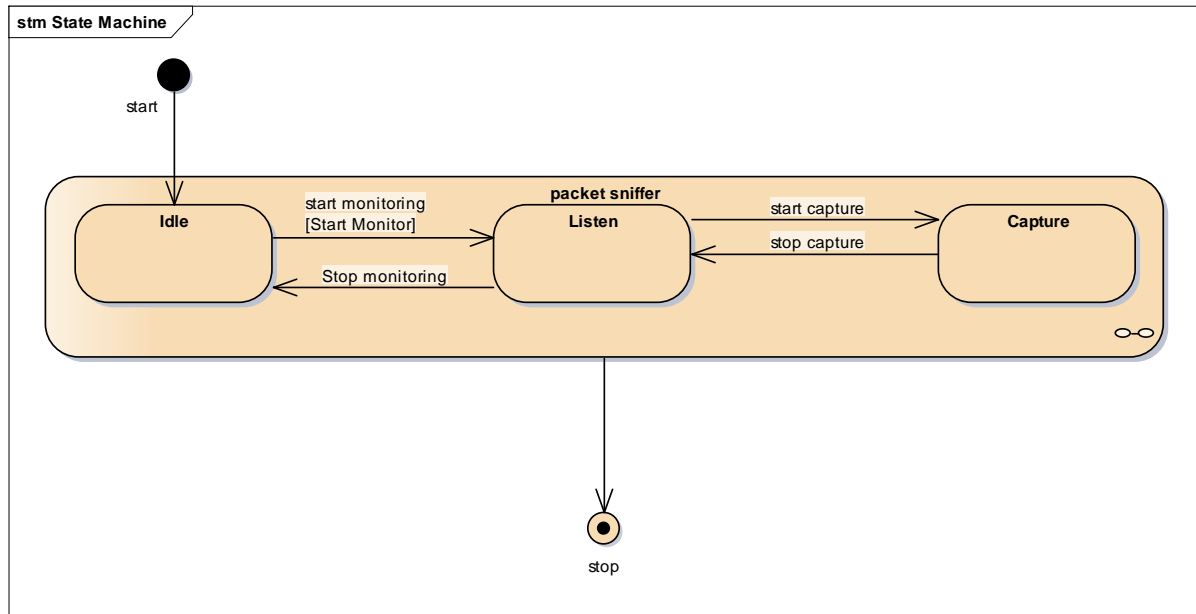 stm State Machine
start
packet sniffer
Idle
start monitoring
[Start Monitor]
Listen
start capture
Capture
stop capture
Stop monitoring
stop